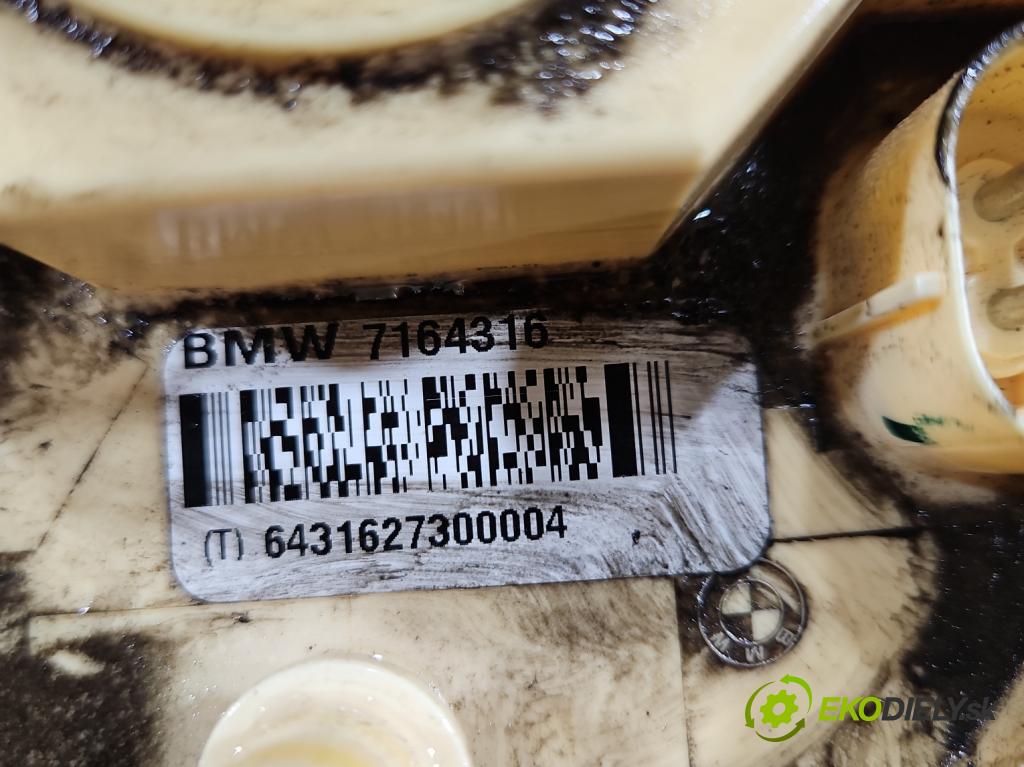 BMW 7164316
(T) 6431627300004
BMW
EKODIELY.sk